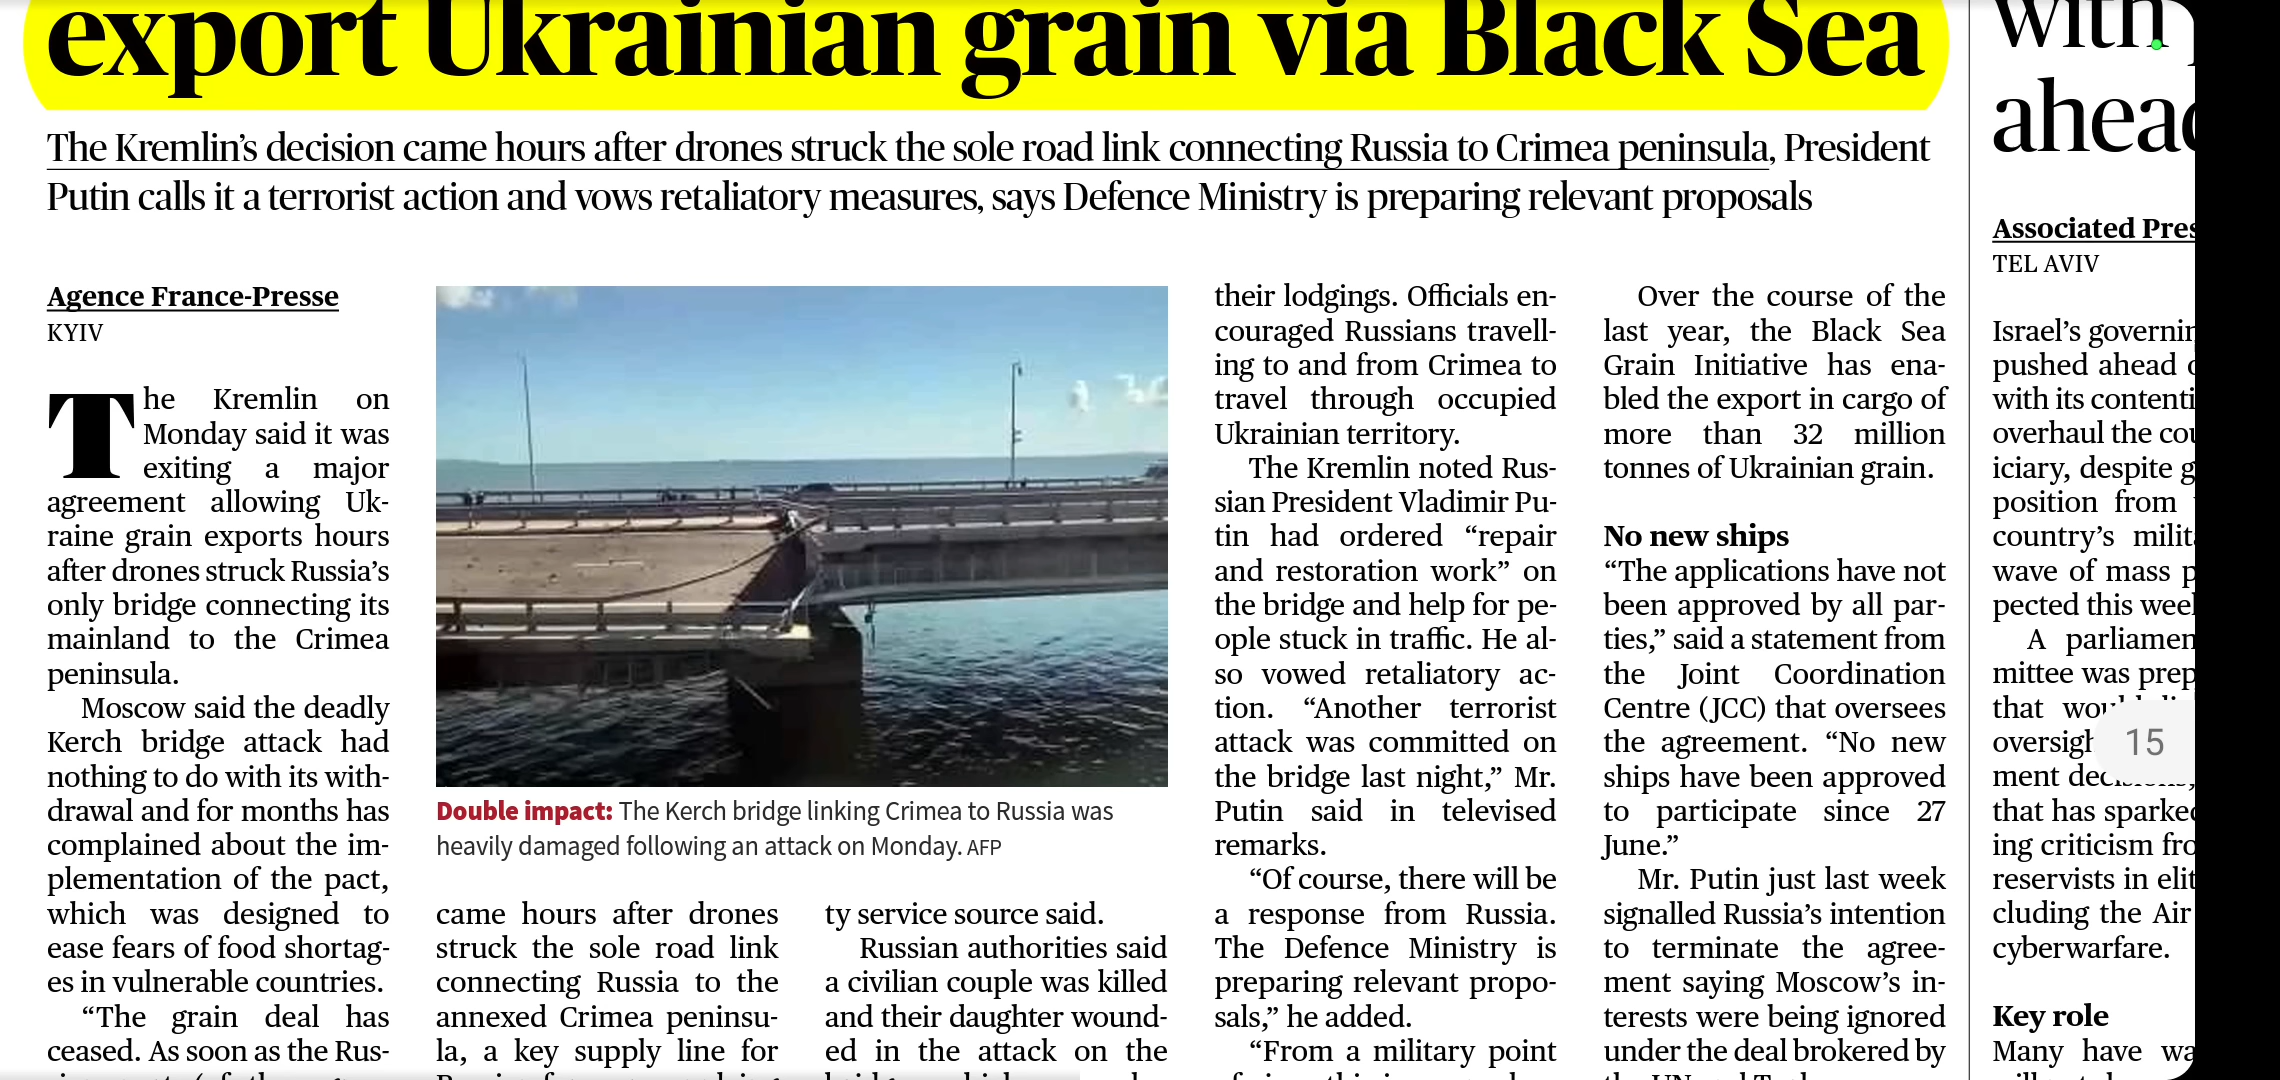 export Ukrainian grain via Black Sea
The Kremlin’s decision came hours after drones struck the sole road link connecting Russia to Crimea peninsula, President
Putin calls it a terrorist action and vows retaliatory measures, says Defence Ministry is preparing relevant proposals
Agence France-Presse
KYIV
The Kremlin on
Monday said it was
exiting a major
agreement allowing Uk-
raine grain exports hours
after drones struck Russia’s
only bridge connecting its
mainland to the Crimea
peninsula.
Moscow said the deadly
Kerch bridge attack had
nothing to do with its with-
drawal and for months has
complained about the im-
plementation of the pact,
which was designed to
ease fears of food shortag-
es in vulnerable countries.
“The grain deal has
ceased. As soon as the Rus-
Double impact: The Kerch bridge linking Crimea to Russia was
heavily damaged following an attack on Monday. AFP
came hours after drones
struck the sole road link
connecting Russia to the
annexed Crimea peninsu-
la, a key supply line for
ty service source said.
Russian authorities said
a civilian couple was killed
and their daughter wound-
ed in the attack on the
their lodgings. Officials en-
couraged Russians travell-
ing to and from Crimea to
travel through occupied
Ukrainian territory.
The Kremlin noted Rus-
sian President Vladimir Pu-
tin had ordered “repair
and restoration work” on
the bridge and help for pe-
ople stuck in traffic. He al-
so vowed retaliatory ac-
tion. “Another terrorist
attack was committed on
the bridge last night,” Mr.
Putin said in televised
remarks.
“Of course, there will be
a response from Russia.
The Defence Ministry is
preparing relevant propo-
sals,” he added.
“From a military point
Over the course of the
last year, the Black Sea
Grain Initiative has ena-
bled the export in cargo of
more than 32 million
tonnes of Ukrainian grain.
No new ships
“The applications have not
been approved by all par-
ties,” said a statement from
the Joint Coordination
Centre (JCC) that oversees
the agreement. “No new
ships have been approved
to participate since 27
June.”
Mr. Putin just last week
signalled Russia’s intention
to terminate the agree-
ment saying Moscow’s in-
terests were being ignored
under the deal brokered by
with
ahead
Associated Pres
TEL AVIV
Israel’s governin
pushed ahead
with its contenti
overhaul the cou
iciary, despite g
position from
country’s milit
wave of mass p
pected this wee
A parliamen
mittee was prep
that
oversigh
ment
that has sparked
ing criticism fro
reservists in elit
cluding the Air
cyberwarfare.
Key role
Many have wa
15